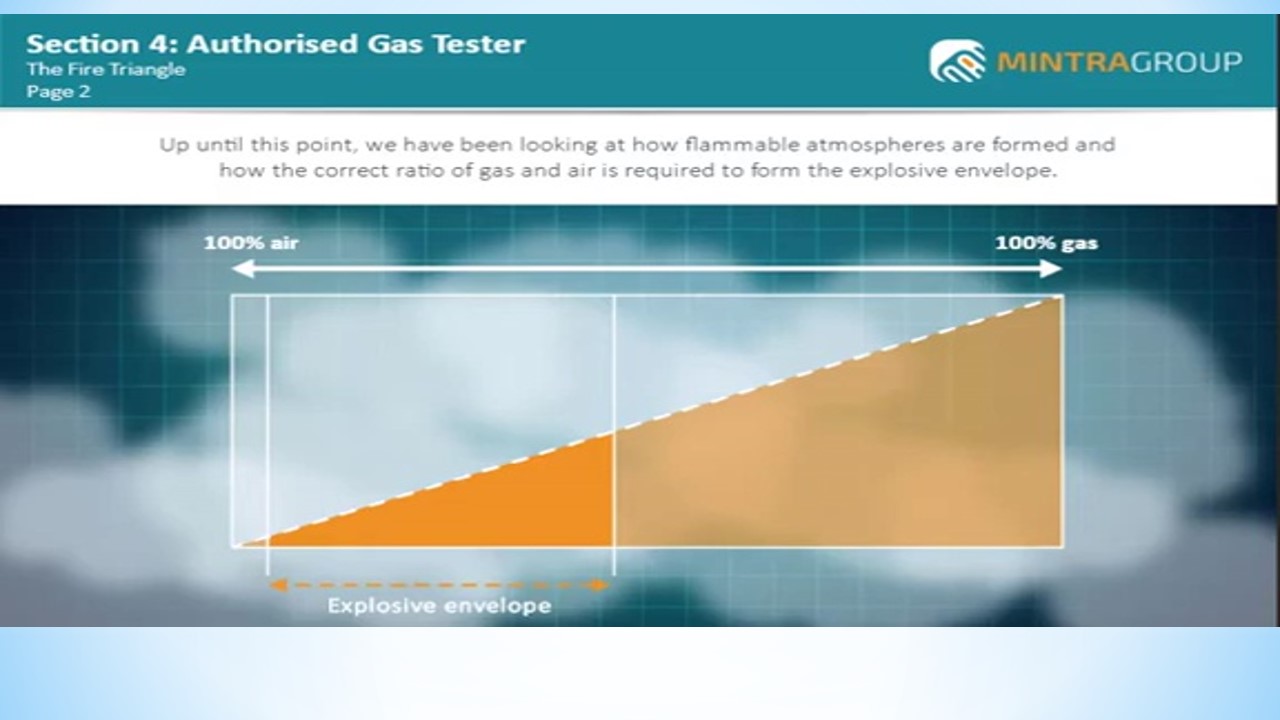 Section 4: Authorised Gas Tester
The Fire Triangle
Page 2
MINTRAGROUP
Up until this point, we have been looking at how flammable atmospheres are formed and
how the correct ratio of gas and air is required to form the explosive envelope.
100% air
100% gas
Explosive envelope